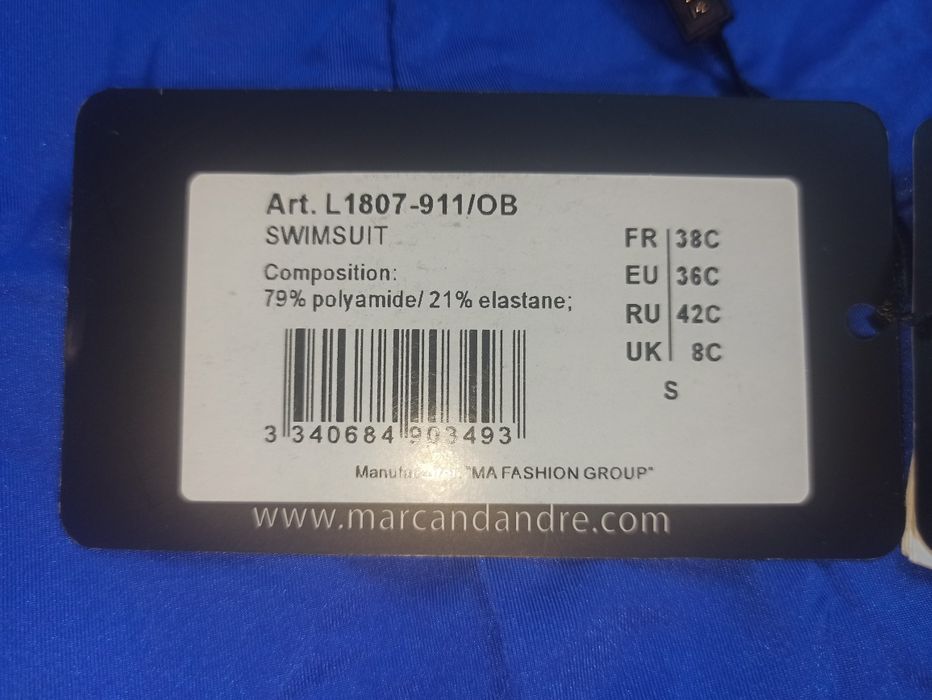 Art. L1807-911/OB
SWIMSUIT
Composition:
79% polyamide/ 21% elastane;
FR 38C
EU 36C
RU 42C
UK 8C
S
3 340684 903493
"MA FASHION GROUP"
www.marcandandre.com